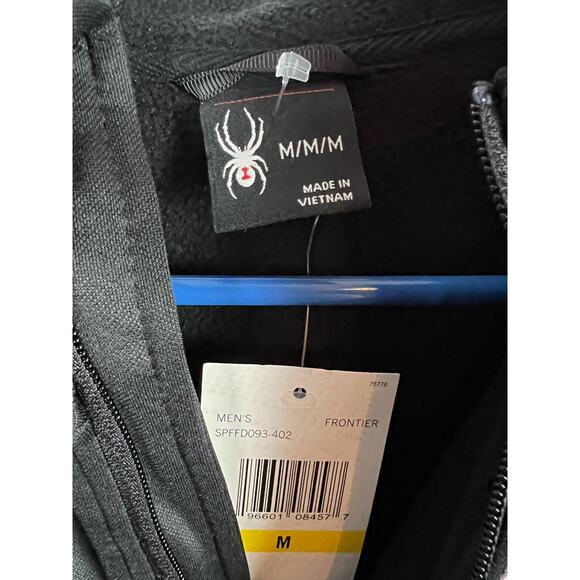 M/M/M
MADE IN
VIETNAM
75776
MEN'S FRONTIER
SPFFD093-402
96601 08457 7
M